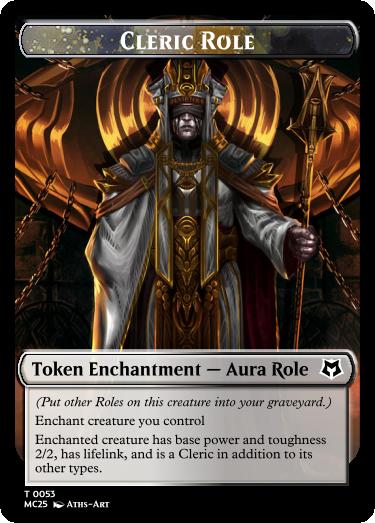 Cleric Role
Token Enchantment — Aura Role
(Put other Roles on this creature into your graveyard.)
Enchant creature you control
Enchanted creature has base power and toughness
2/2, has lifelink, and is a Cleric in addition to its
other types.
T 0053
MC25 Aths-Art